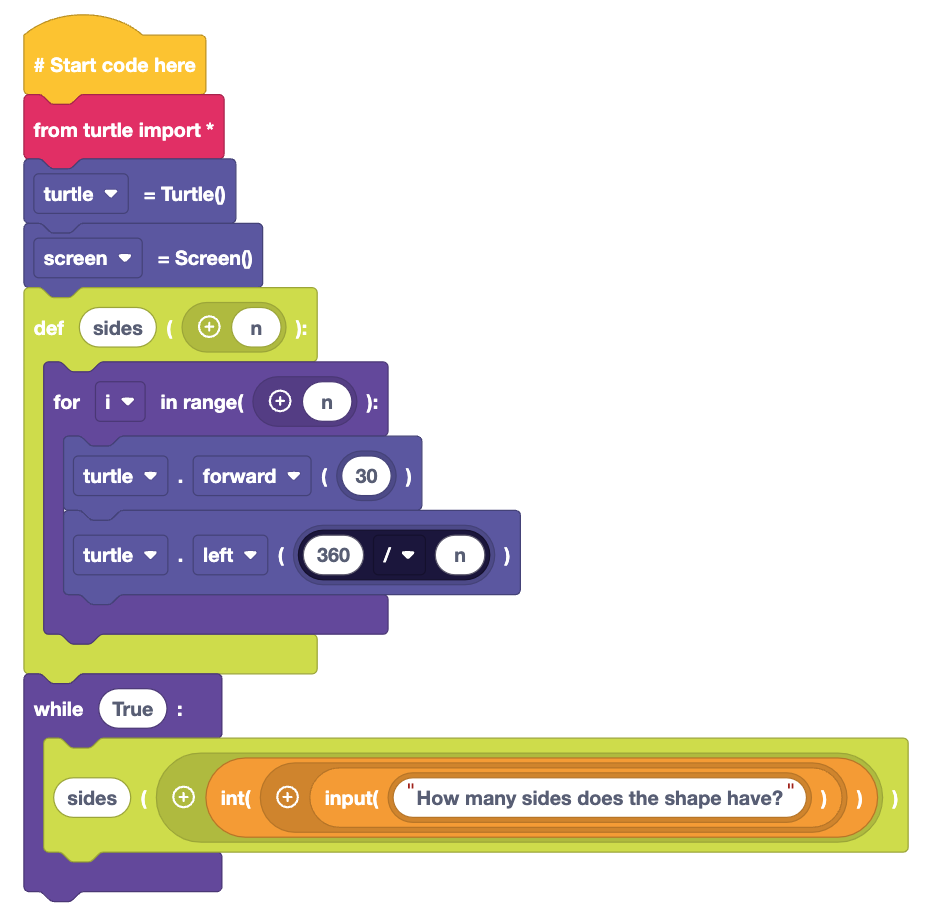 # Start code here
from turtle import *
turtle = Turtle()
screen = Screen()
def sides ( n ):
for i in range( n ):
turtle . forward ( 30 )
turtle . left ( 360 / n )
while True :
sides ( int( input( "How many sides does the shape have?" ) ) )